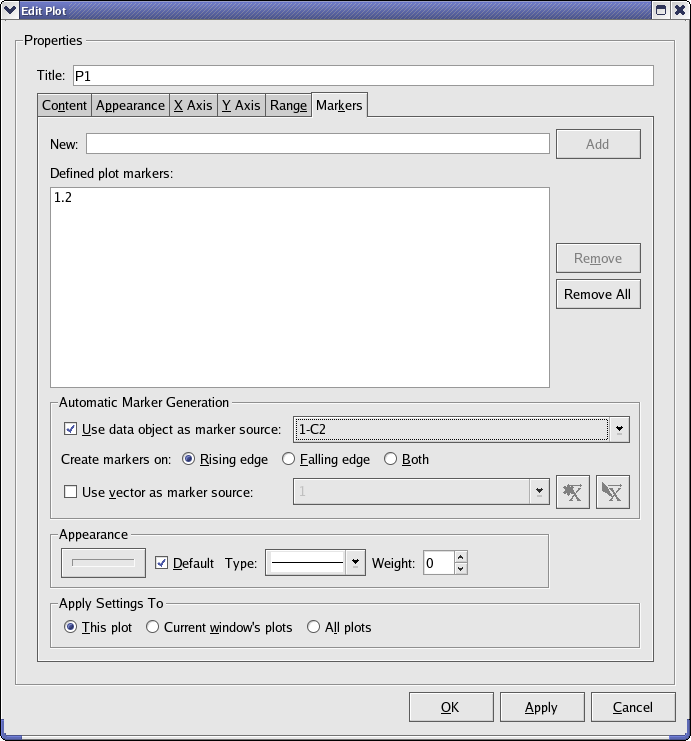 Edit Plot
Properties
Title: P1
Content Appearance X Axis Y Axis Range Markers
New: Add
Defined plot markers:
1.2
Remove
Remove All
Automatic Marker Generation
Use data object as marker source: 1-C2
Create markers on: Rising edge Falling edge Both
Use vector as marker source: 1
Appearance
Default Type: Weight: 0
Apply Settings To
This plot Current window's plots All plots
OK Apply Cancel